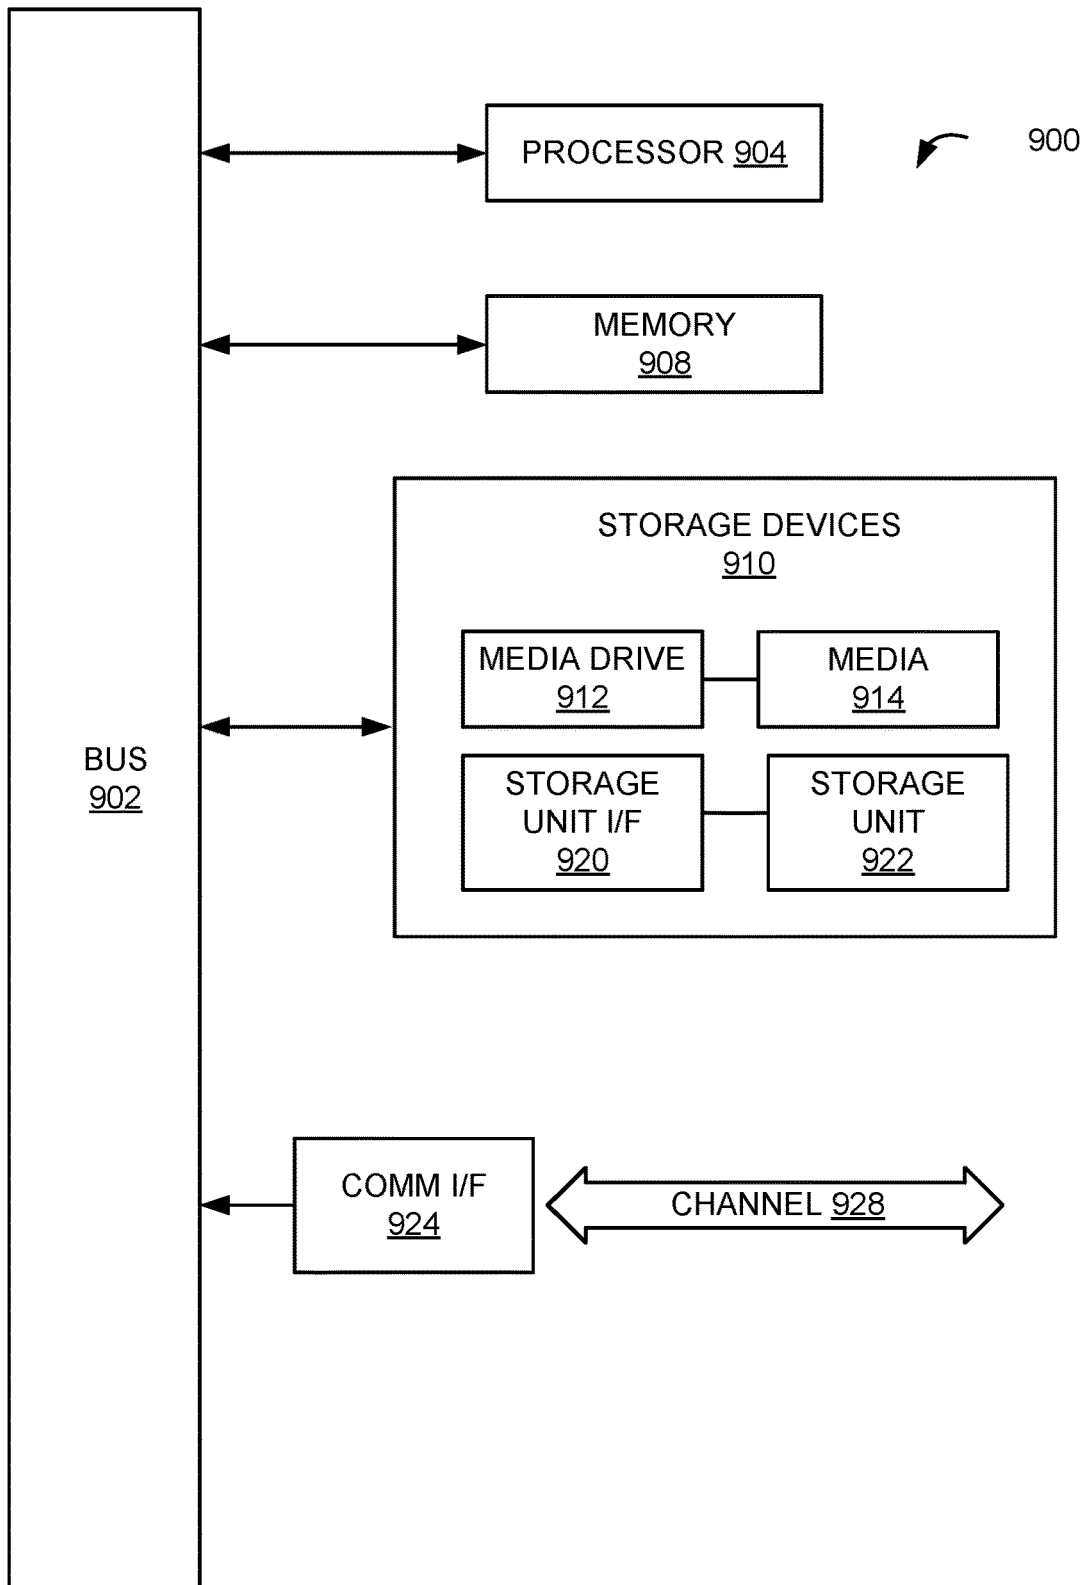 PROCESSOR 904
900
MEMORY
908
STORAGE DEVICES
910
MEDIA DRIVE
912
MEDIA
914
BUS
902
STORAGE
UNIT I/F
920
STORAGE
UNIT
922
COMM I/F
924
CHANNEL 928